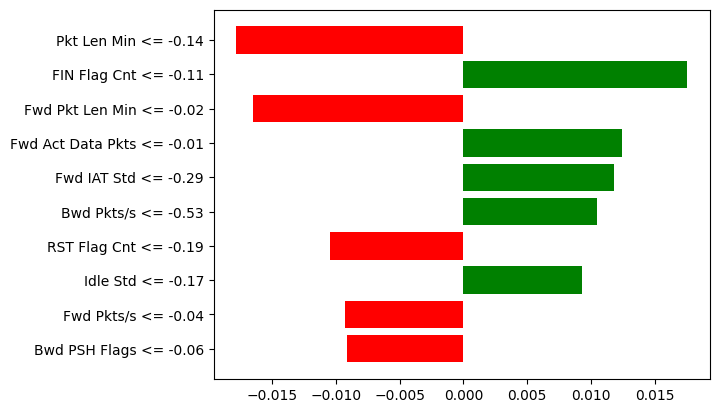 Pkt Len Min <= -0.14
FIN Flag Cnt <= -0.11
Fwd Pkt Len Min <= -0.02
Fwd Act Data Pkts <= -0.01
Fwd IAT Std <= -0.29
Bwd Pkts/s <= -0.53
RST Flag Cnt <= -0.19
Idle Std <= -0.17
Fwd Pkts/s <= -0.04
Bwd PSH Flags <= -0.06
−0.015 −0.010 −0.005 0.000 0.005 0.010 0.015